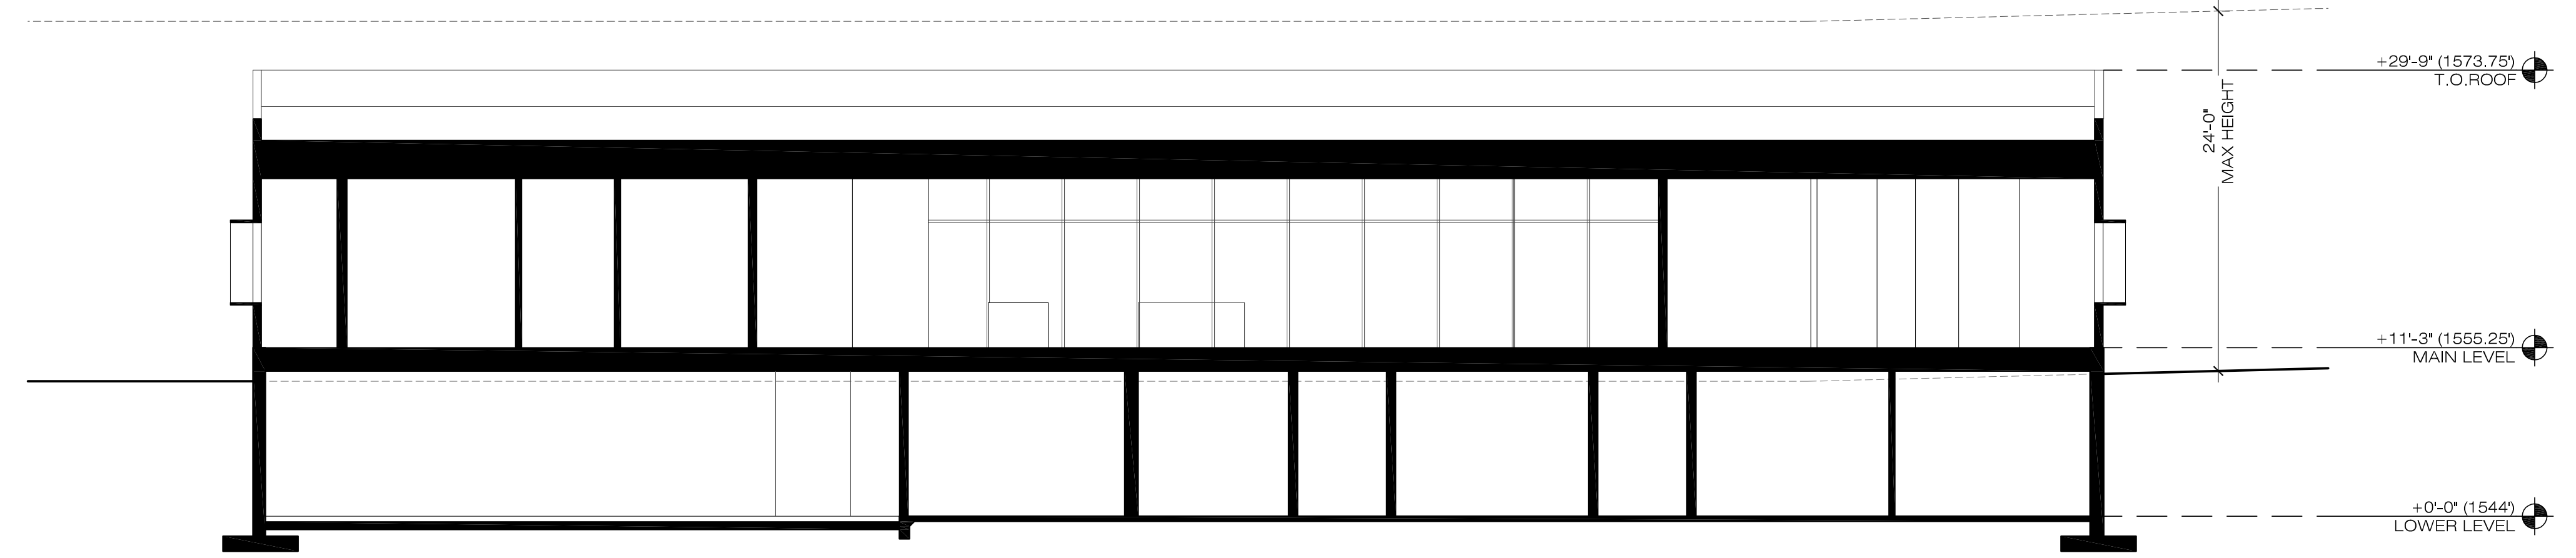 +29'-9" (1573.75')
T.O.ROOF
24'-0"
MAX HEIGHT
+11'-3" (1555.25')
MAIN LEVEL
+0'-0" (1544')
LOWER LEVEL